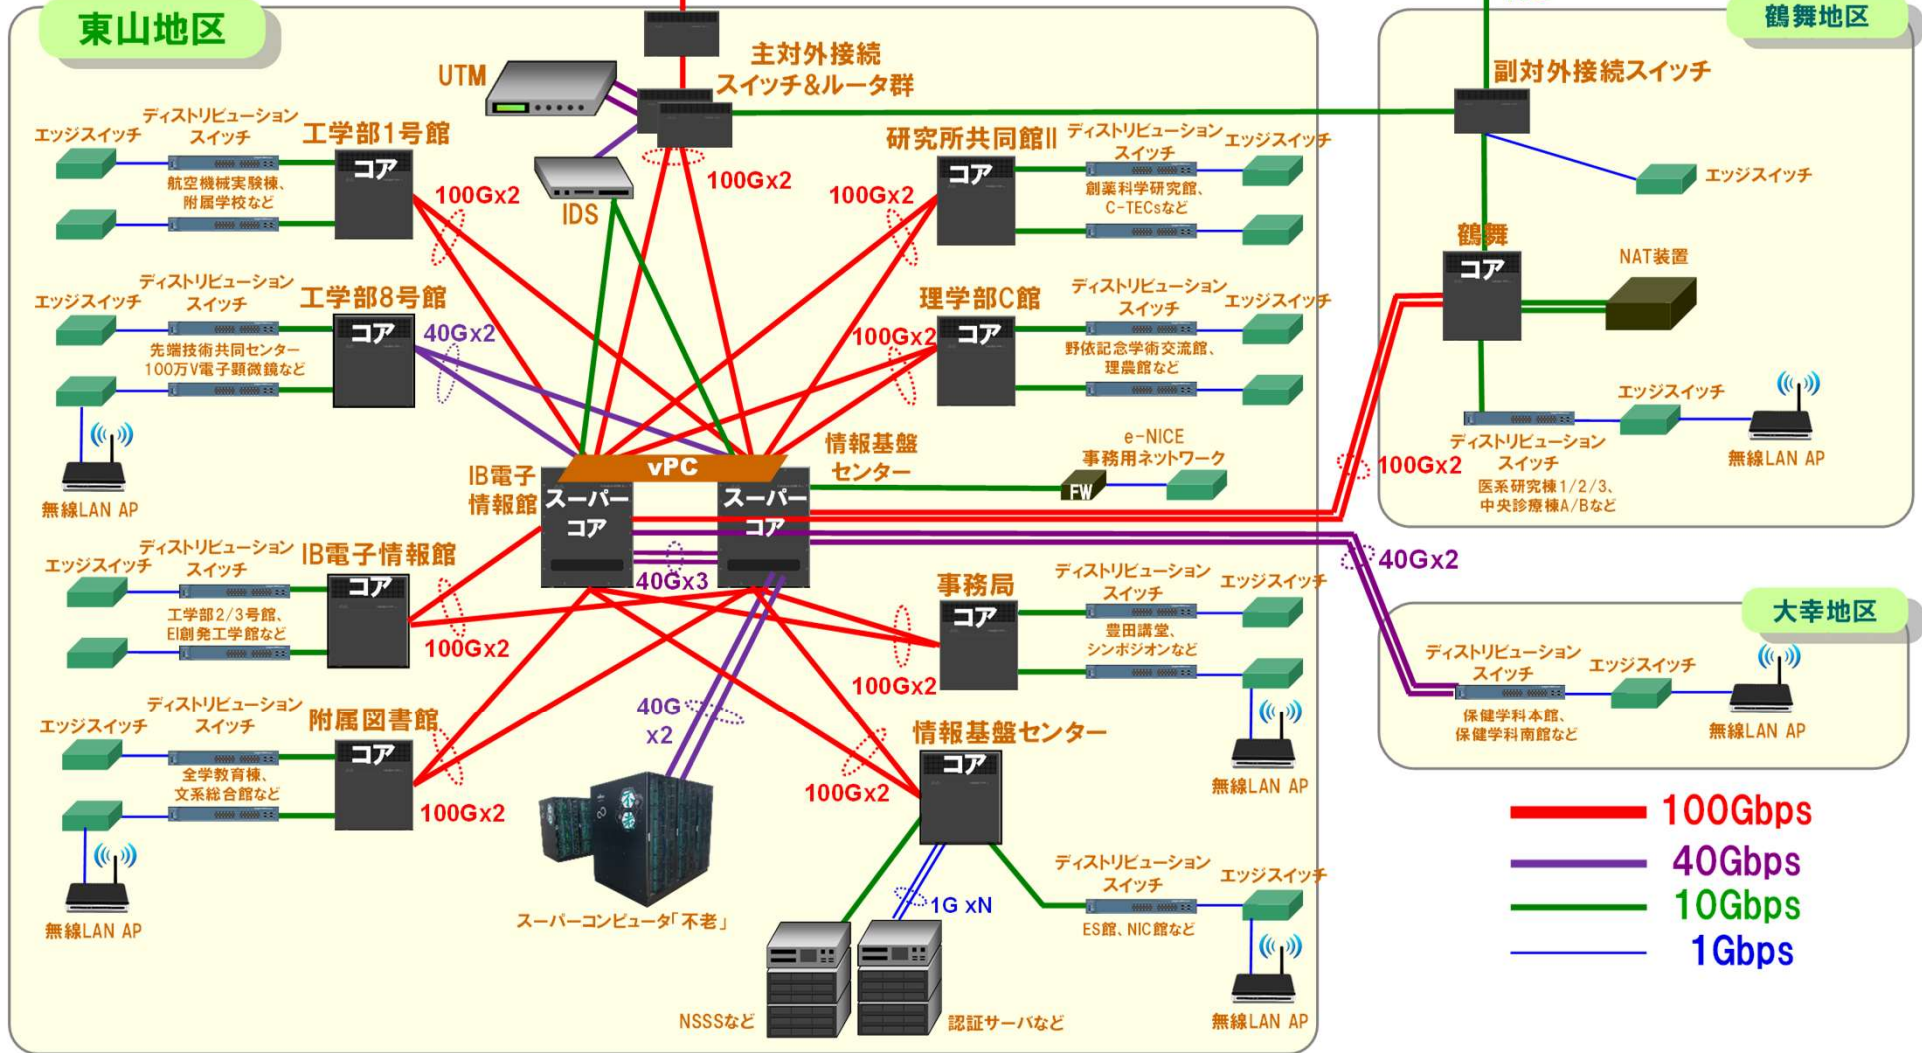 東山地区
UTM
主対外接続
スイッチ&ルータ群
エッジスイッチ
ディストリビューション
スイッチ
工学部1号館
コア
航空機械実験棟、
附属学校など
100Gx2
IDS
100Gx2
研究所共同館II
ディストリビューション
スイッチ
エッジスイッチ
コア
100Gx2
創薬科学研究館、
C-TECsなど
エッジスイッチ
ディストリビューション
スイッチ
工学部8号館
コア
40Gx2
先端技術共同センター
100万V電子顕微鏡など
無線LAN AP
理学部C館
ディストリビューション
スイッチ
エッジスイッチ
コア
100Gx2
野依記念学術交流館、
理農館など
vPC
IB電子
情報館
スーパー
コア
スーパー
コア
情報基盤
センター
e-NICE
事務用ネットワーク
FW
40Gx3
エッジスイッチ
ディストリビューション
スイッチ
IB電子情報館
コア
工学部2/3号館、
EI創発工学館など
100Gx2
事務局
ディストリビューション
スイッチ
エッジスイッチ
コア
豊田講堂、
シンポジオンなど
100Gx2
無線LAN AP
エッジスイッチ
ディストリビューション
スイッチ
附属図書館
コア
全学教育棟、
文系総合館など
100Gx2
無線LAN AP
40G
x2
スーパーコンピュータ「不老」
情報基盤センター
コア
100Gx2
1G xN
NSSSなど
認証サーバなど
ディストリビューション
スイッチ
エッジスイッチ
ES館、NIC館など
無線LAN AP
鶴舞地区
副対外接続スイッチ
エッジスイッチ
鶴舞
コア
NAT装置
エッジスイッチ
ディストリビューション
スイッチ
医系研究棟1/2/3、
中央診療棟A/Bなど
無線LAN AP
100Gx2
40Gx2
大幸地区
ディストリビューション
スイッチ
エッジスイッチ
保健学科本館、
保健学科南館など
無線LAN AP
100Gbps
40Gbps
10Gbps
1Gbps